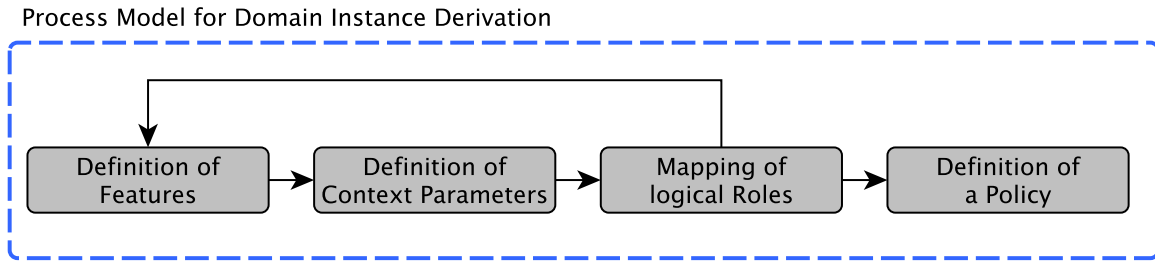 Process Model for Domain Instance Derivation
Definition of
Features
Definition of
Context Parameters
Mapping of
logical Roles
Definition of
a Policy